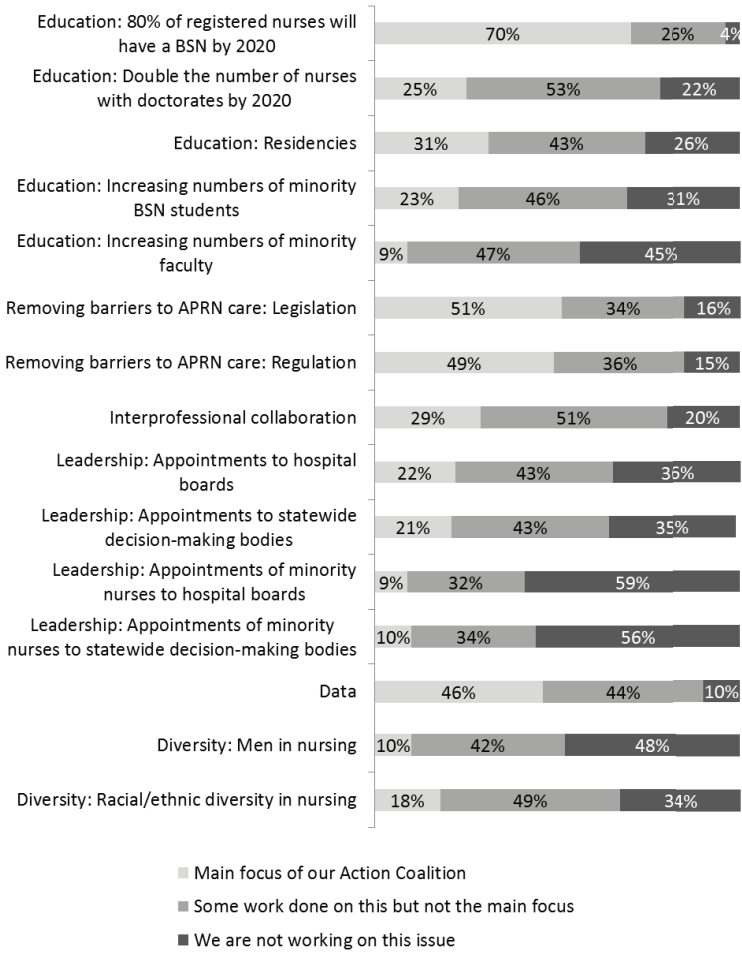 Education: 80% of registered nurses will
have a BSN by 2020
70% 26% 4%
Education: Double the number of nurses
with doctorates by 2020
25% 53% 22%
Education: Residencies
31% 43% 26%
Education: Increasing numbers of minority
BSN students
23% 46% 31%
Education: Increasing numbers of minority
faculty
9% 47% 45%
Removing barriers to APRN care: Legislation
51% 34% 16%
Removing barriers to APRN care: Regulation
49% 36% 15%
Interprofessional collaboration
29% 51% 20%
Leadership: Appointments to hospital
boards
22% 43% 36%
Leadership: Appointments to statewide
decision-making bodies
21% 43% 35%
Leadership: Appointments of minority
nurses to hospital boards
9% 32% 59%
Leadership: Appointments of minority
nurses to statewide decision-making bodies
10% 34% 56%
Data
46% 44% 10%
Diversity: Men in nursing
10% 42% 48%
Diversity: Racial/ethnic diversity in nursing
18% 49% 34%
Main focus of our Action Coalition
Some work done on this but not the main focus
We are not working on this issue